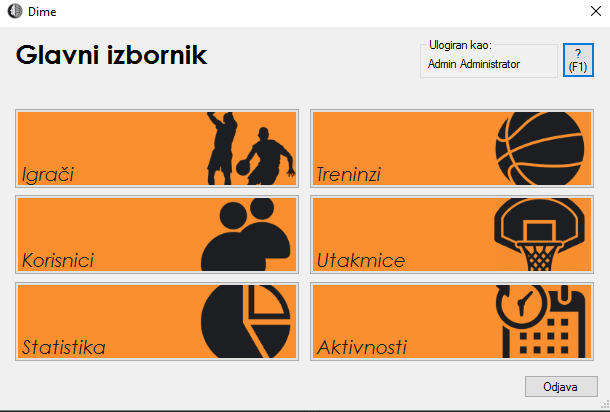 Dime
Glavni izbornik
Ulogiran kao:
Admin Administrator
?
(F1)
Igrači
Treninzi
Korisnici
Utakmice
Statistika
Aktivnosti
Odjava